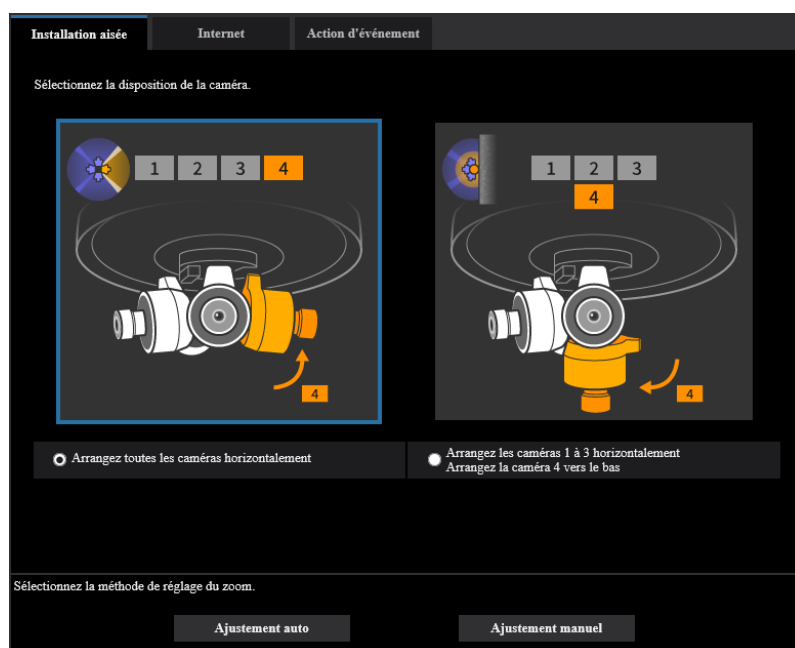 Installation aisée Internet Action d'événement
Sélectionnez la disposition de la caméra.
1 2 3 4
4
1 2 3
4
4
Arrangez toutes les caméras horizontalement
Arrangez les caméras 1 à 3 horizontalement
Arrangez la caméra 4 vers le bas
Sélectionnez la méthode de réglage du zoom.
Ajustement auto Ajustement manuel